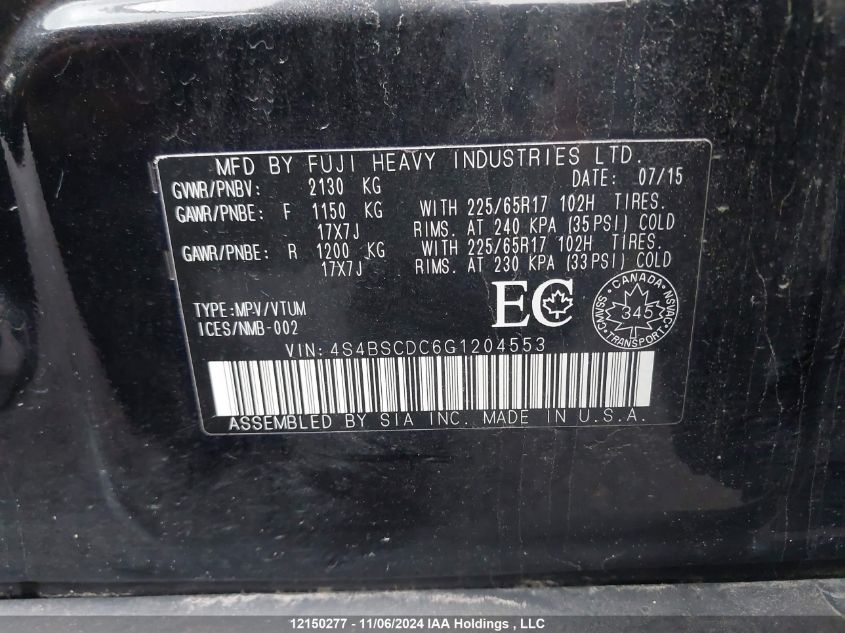 MFD BY FUJI HEAVY INDUSTRIES LTD.
GVWR/PNBV: 2130 KG DATE: 07/15
GAWR/PNBE: F 1150 KG WITH 225/65R17 102H TIRES.
17X7J RIMS. AT 240 KPA (35PSI) COLD
GAWR/PNBE: R 1200 KG WITH 225/65R17 102H TIRES.
17X7J RIMS. AT 230 KPA (33PSI) COLD
TYPE:MPV/VTUM
ICES/NMB-002
EC
CANADA
CMVSS 345 NSVAC
TRANSPORT
VIN: 4S4BSCDC6G1204553
ASSEMBLED BY SIA INC. MADE IN U.S.A.
12150277 - 11/06/2024 IAA Holdings , LLC